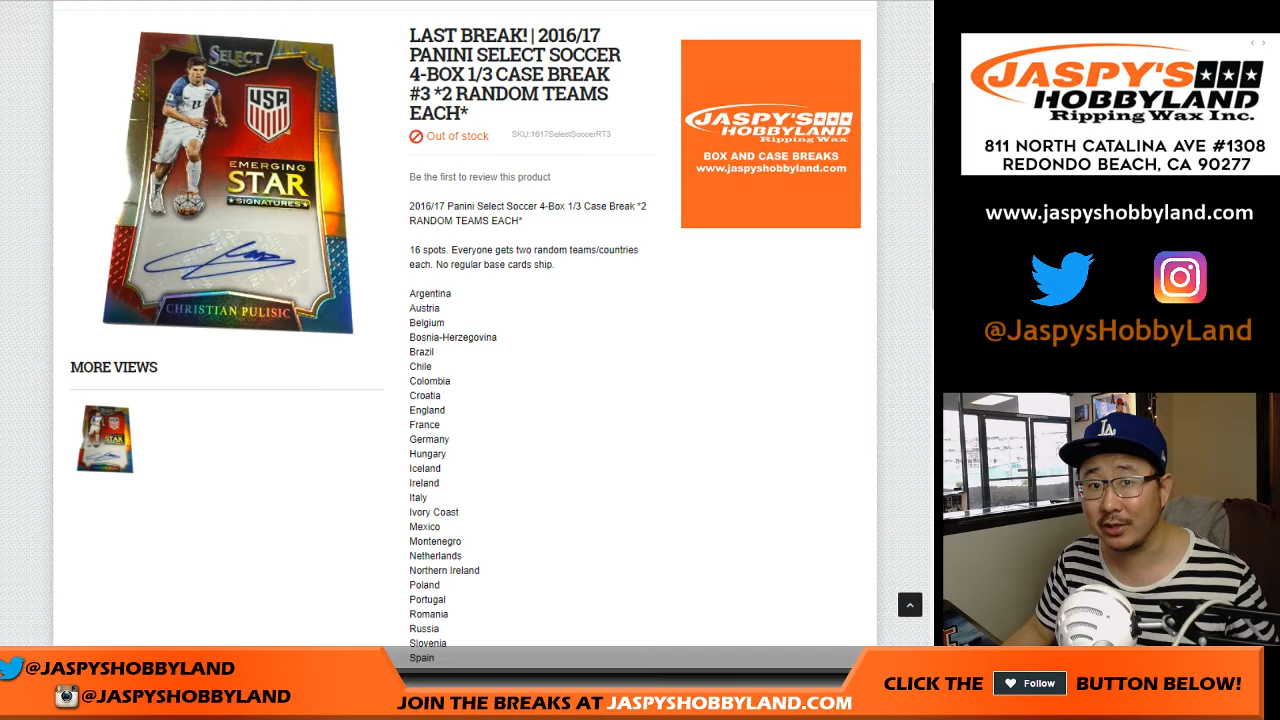 SELECT
USA
EMERGING
STAR
SIGNATURES
CHRISTIAN PULISIC
MORE VIEWS
LAST BREAK! | 2016/17
PANINI SELECT SOCCER
4-BOX 1/3 CASE BREAK
#3 *2 RANDOM TEAMS
EACH*
Out of stock
SKU:1617SelectSoccerRT3
Be the first to review this product
2016/17 Panini Select Soccer 4-Box 1/3 Case Break *2
RANDOM TEAMS EACH*
16 spots. Everyone gets two random teams/countries
each. No regular base cards ship.
Argentina
Austria
Belgium
Bosnia-Herzegovina
Brazil
Chile
Colombia
Croatia
England
France
Germany
Hungary
Iceland
Ireland
Italy
Ivory Coast
Mexico
Montenegro
Netherlands
Northern Ireland
Poland
Portugal
Romania
Russia
Slovenia
Spain
JASPY'S
HOBBYLAND
Ripping Wax
BOX AND CASE BREAKS
www.jaspyshobbyland.com
JASPY'S
HOBBYLAND
Ripping Wax Inc.
811 NORTH CATALINA AVE #1308
REDONDO BEACH, CA 90277
www.jaspyshobbyland.com
@JaspysHobbyLand
LA
@JASPYSHOBBYLAND
@JASPYSHOBBYLAND
JOIN THE BREAKS AT JASPYSHOBBYLAND.COM
CLICK THE Follow BUTTON BELOW!